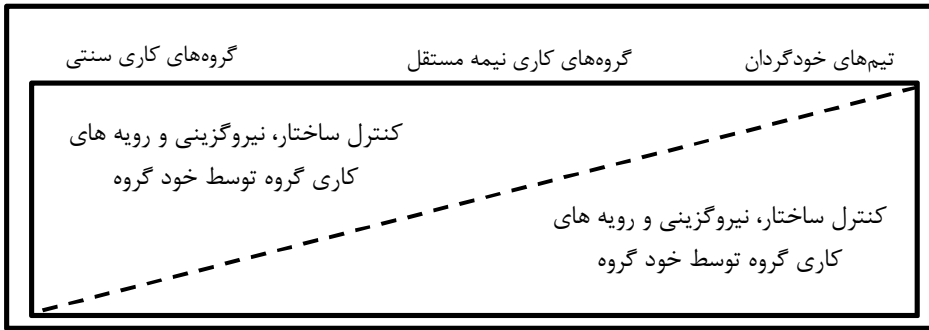 تیم‌های خودگردان
گروه‌های کاری نیمه مستقل
گروه‌های کاری سنتی
کنترل ساختار، نیروگزینی و رویه های
کاری گروه توسط خود گروه
کنترل ساختار، نیروگزینی و رویه های
کاری گروه توسط خود گروه